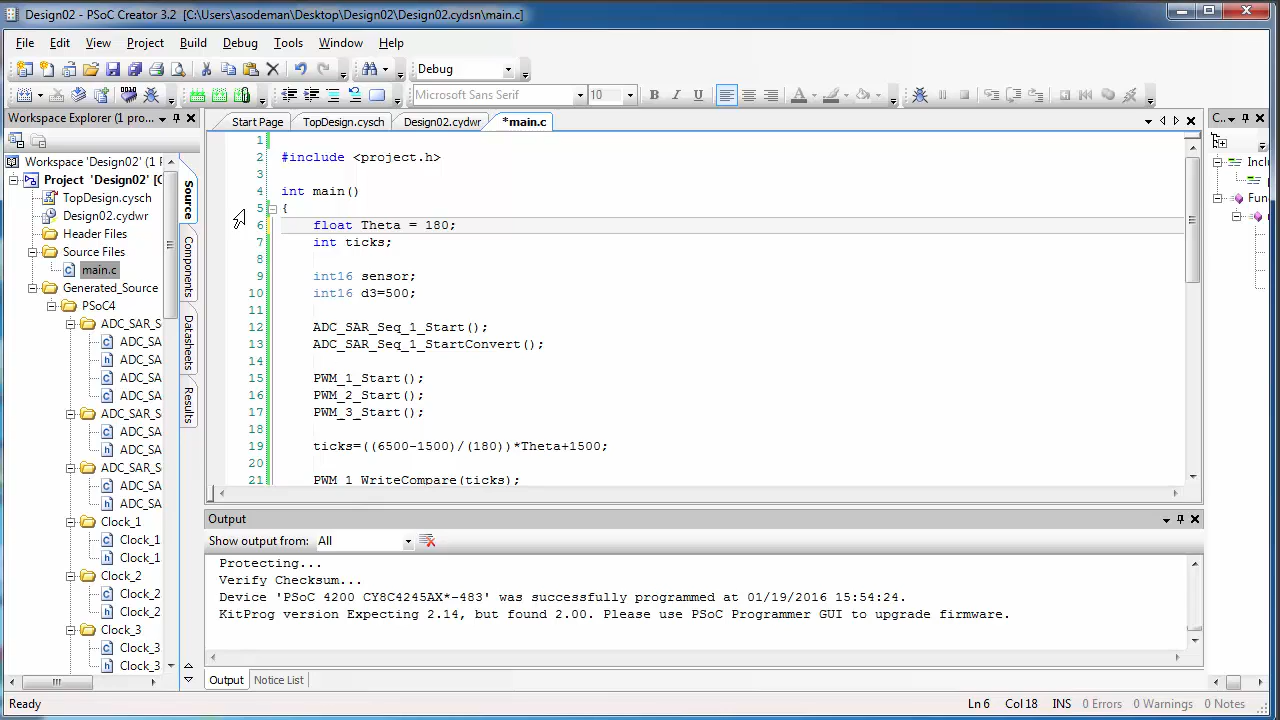 Design02 - PSoC Creator 3.2 [C:\Users\asodeman\Desktop\Design02\Design02.cydsn\main.c]
File Edit View Project Build Debug Tools Window Help
Debug
Microsoft Sans Serif 10 B I U A
Workspace Explorer (1 pro...
Start Page TopDesign.cysch Design02.cydwr *main.c
C...
Workspace 'Design02' (1 P
Project 'Design02' [C
TopDesign.cysch
Design02.cydwr
Header Files
Source Files
main.c
Generated_Source
PSoC4
ADC_SAR_S
ADC_SA
ADC_SA
ADC_SA
ADC_SA
ADC_SAR_S
ADC_SA
ADC_SA
ADC_SAR_S
ADC_SA
ADC_SA
Clock_1
Clock_1
Clock_1
Clock_2
Clock_2
Clock_2
Clock_3
Clock_3
Clock_3
Source
Components
Datasheets
Results
1
2 #include <project.h>
3
4 int main()
5 {
6 float Theta = 180;
7 int ticks;
8
9 int16 sensor;
10 int16 d3=500;
11
12 ADC_SAR_Seq_1_Start();
13 ADC_SAR_Seq_1_StartConvert();
14
15 PWM_1_Start();
16 PWM_2_Start();
17 PWM_3_Start();
18
19 ticks=((6500-1500)/(180))*Theta+1500;
20
21 PWM_1_WriteCompare(ticks);
Inclu
Fun
Output
Show output from: All
Protecting...
Verify Checksum...
Device 'PSoC 4200 CY8C4245AX*-483' was successfully programmed at 01/19/2016 15:54:24.
KitProg version Expecting 2.14, but found 2.00. Please use PSoC Programmer GUI to upgrade firmware.
Output Notice List
Ready Ln 6 Col 18 INS 0 Errors 0 Warnings 0 Notes